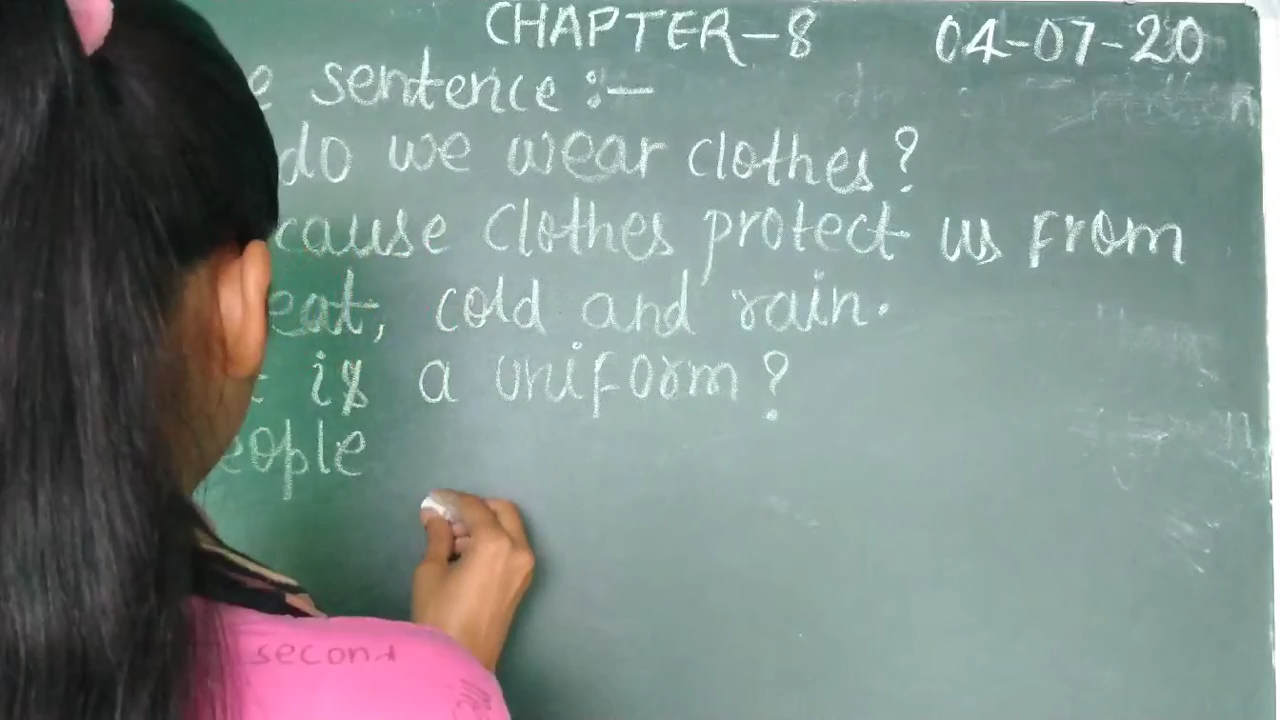 CHAPTER-8 04-07-20
e sentence :-
do we wear clothes?
cause clothes protect us from
eat, cold and rain.
is a uniform?
eople
second